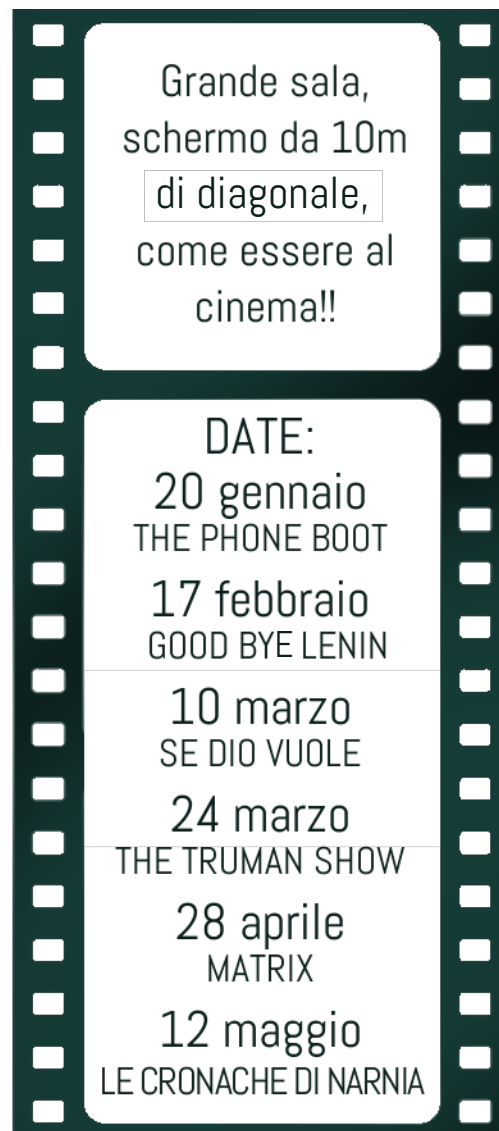 Grande sala,
schermo da 10m
di diagonale,
come essere al
cinema!!
DATE:
20 gennaio
THE PHONE BOOT
17 febbraio
GOOD BYE LENIN
10 marzo
SE DIO VUOLE
24 marzo
THE TRUMAN SHOW
28 aprile
MATRIX
12 maggio
LE CRONACHE DI NARNIA